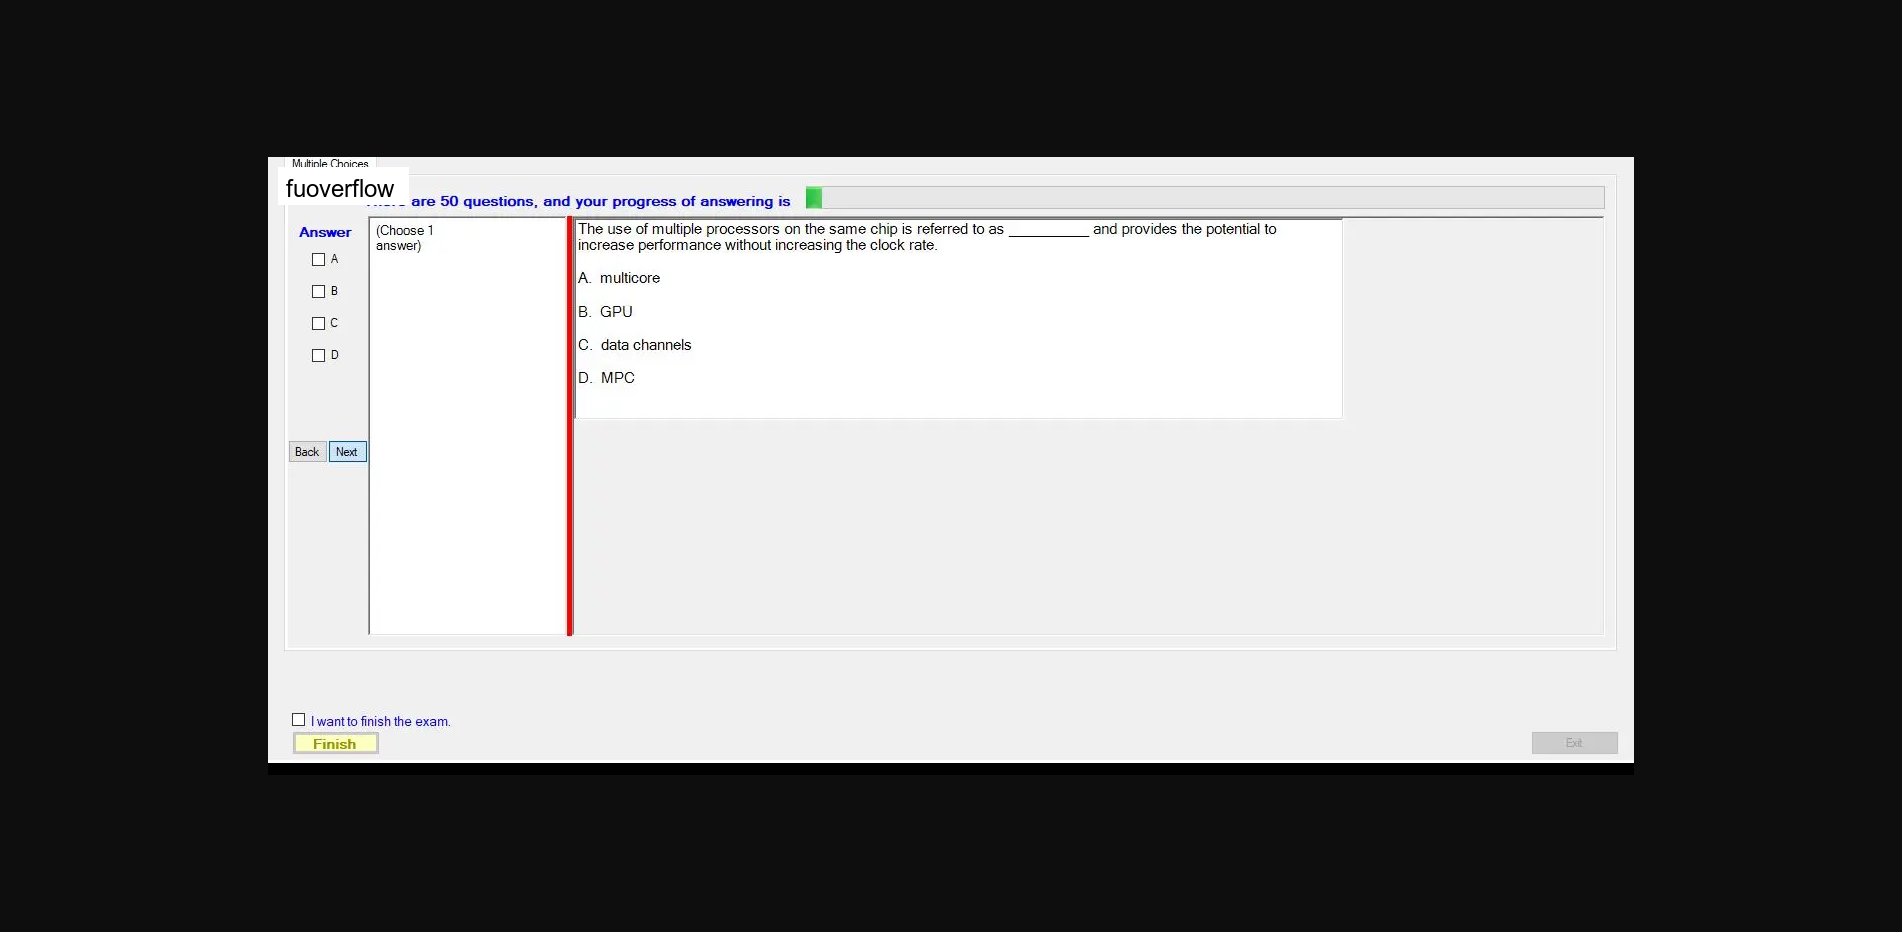 Multiple Choices
fuoverflow
There are 50 questions, and your progress of answering is
Answer
A
B
C
D
Back Next
(Choose 1
answer)
The use of multiple processors on the same chip is referred to as __________ and provides the potential to
increase performance without increasing the clock rate.
A. multicore
B. GPU
C. data channels
D. MPC
I want to finish the exam.
Finish
Exit